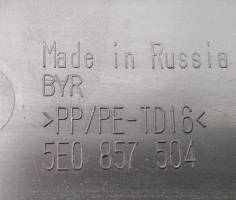 Made in Russia
BYR
>PP/PE-TD16<
5E0 857 504